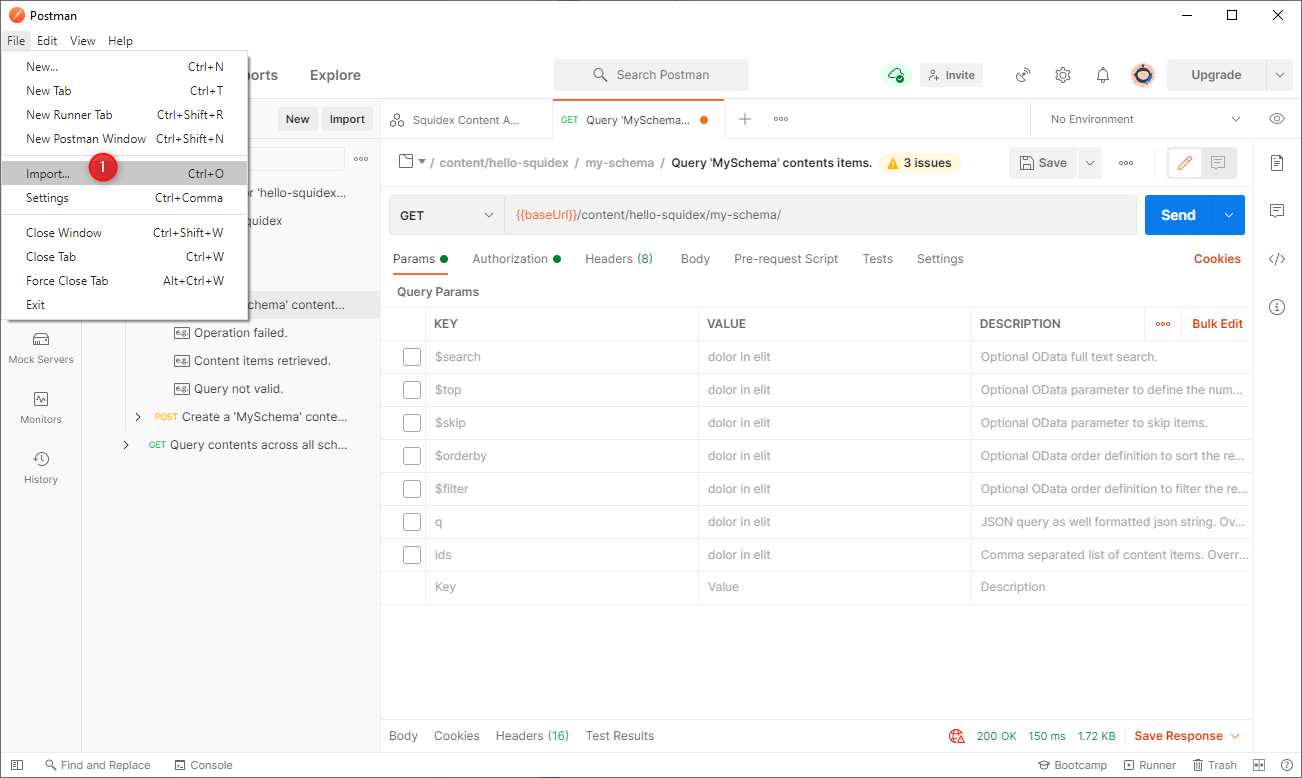 Postman
File Edit View Help
New... Ctrl+N
New Tab Ctrl+T
New Runner Tab Ctrl+Shift+R
New Postman Window Ctrl+Shift+N
Import... Ctrl+O
1
Settings Ctrl+Comma
Close Window Ctrl+Shift+W
Close Tab Ctrl+W
Force Close Tab Alt+Ctrl+W
Exit
orts Explore
Search Postman
Invite
Upgrade
New Import
Squidex Content A...
GET Query 'MySchema...
No Environment
or 'hello-squidex...
uidex
hema' content...
e.g. Operation failed.
e.g. Content items retrieved.
e.g. Query not valid.
POST Create a 'MySchema' conte...
GET Query contents across all sch...
Mock Servers
Monitors
History
/ content/hello-squidex / my-schema / Query 'MySchema' contents items. 3 issues
Save
GET {{baseUrl}}/content/hello-squidex/my-schema/
Send
Params Authorization Headers (8) Body Pre-request Script Tests Settings Cookies
Query Params
KEY VALUE DESCRIPTION Bulk Edit
$search dolor in elit Optional OData full text search.
$top dolor in elit Optional OData parameter to define the num...
$skip dolor in elit Optional OData parameter to skip items.
$orderby dolor in elit Optional OData order definition to sort the re...
$filter dolor in elit Optional OData order definition to filter the re...
q dolor in elit JSON query as well formatted json string. Ov...
ids dolor in elit Comma separated list of content items. Overr...
Key Value Description
Body Cookies Headers (16) Test Results 200 OK 150 ms 1.72 KB Save Response
Find and Replace Console Bootcamp Runner Trash